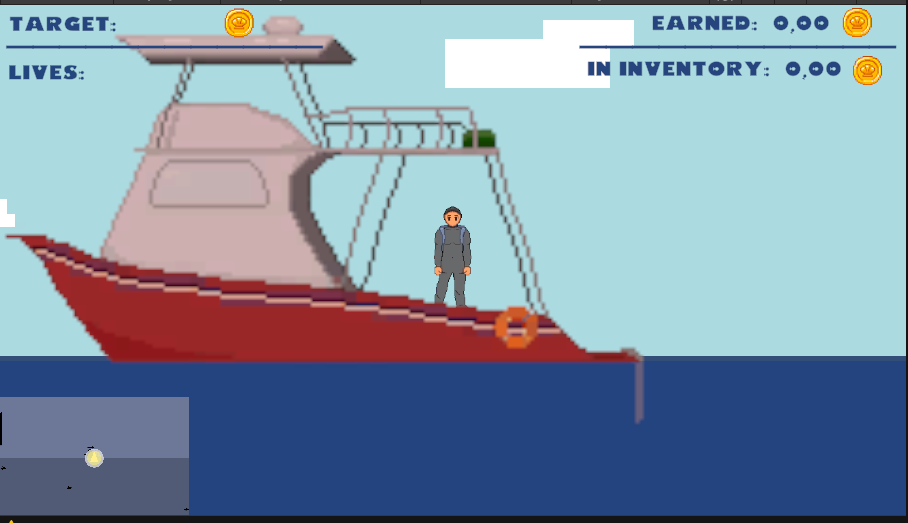 TARGET:
EARNED: 0,00
LIVES:
IN INVENTORY: 0,00